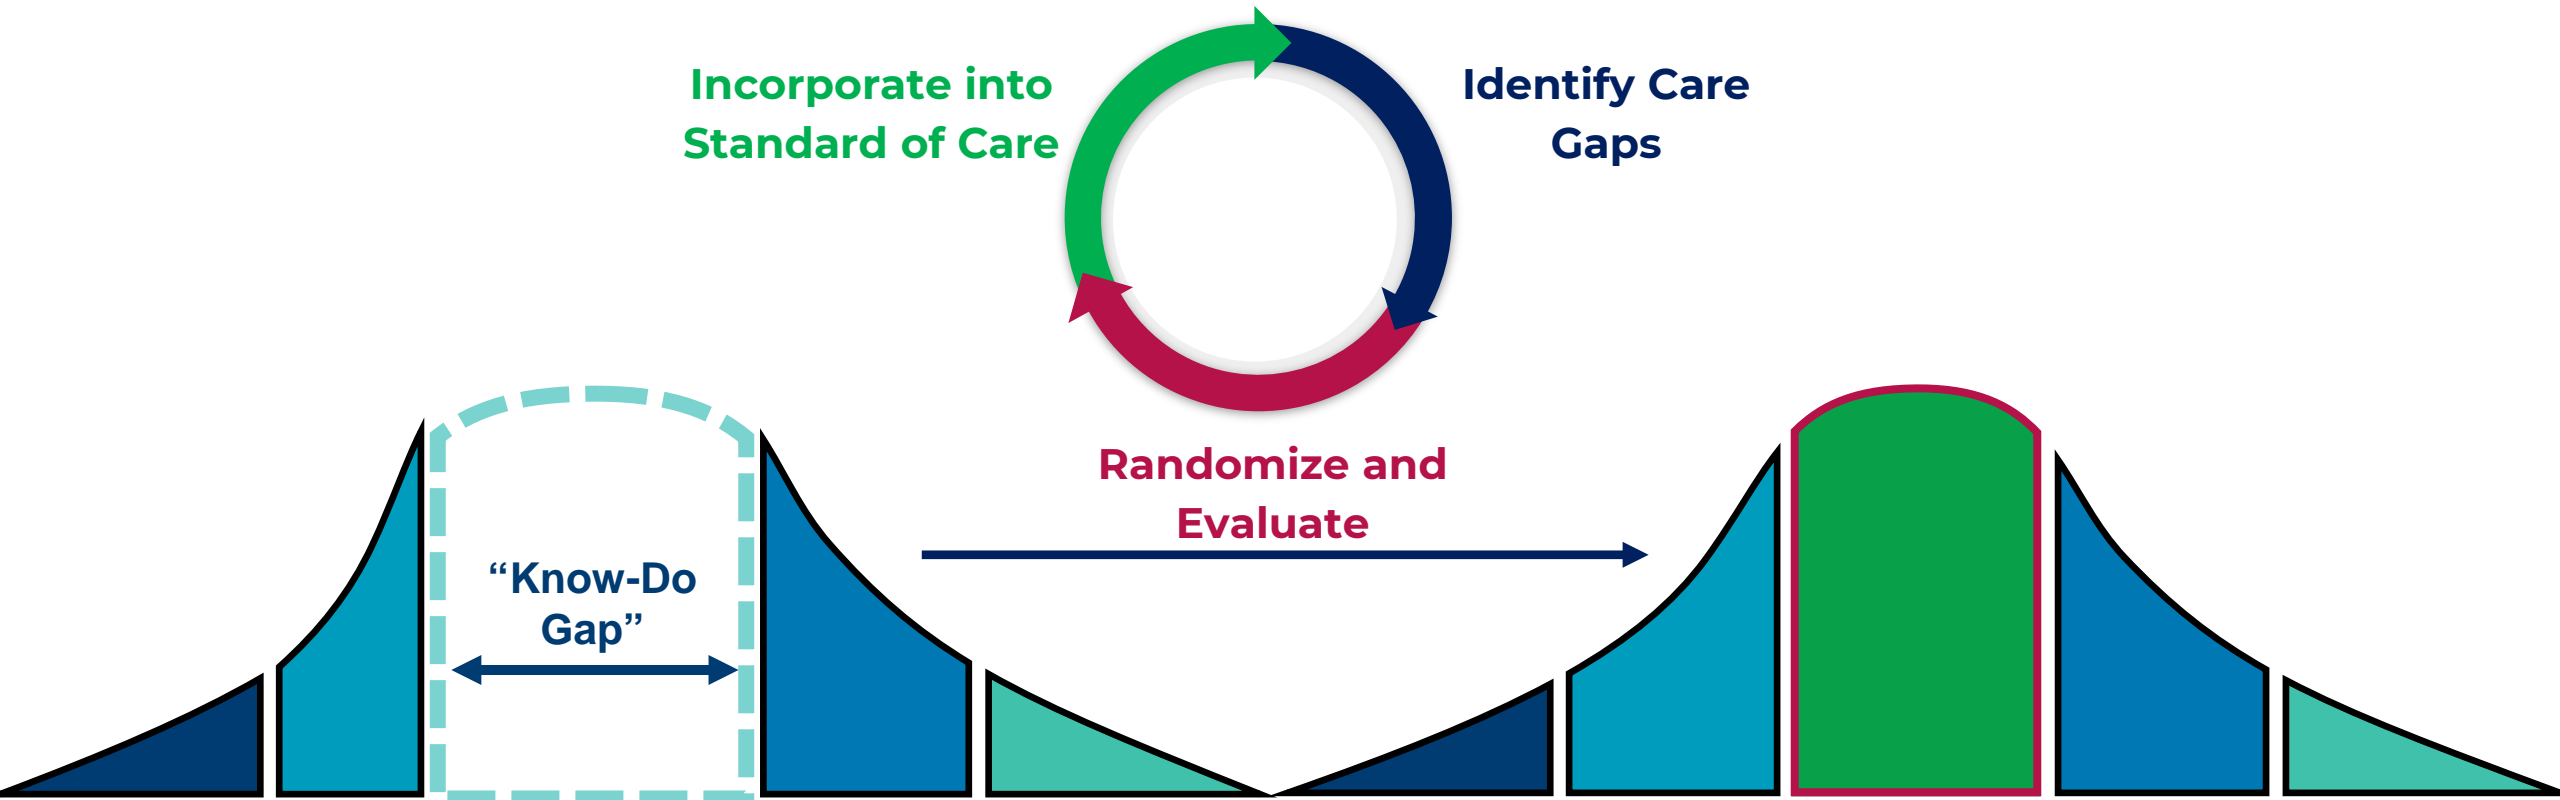 Incorporate into
Standard of Care
Identify Care
Gaps
Randomize and
Evaluate
“Know-Do
Gap”